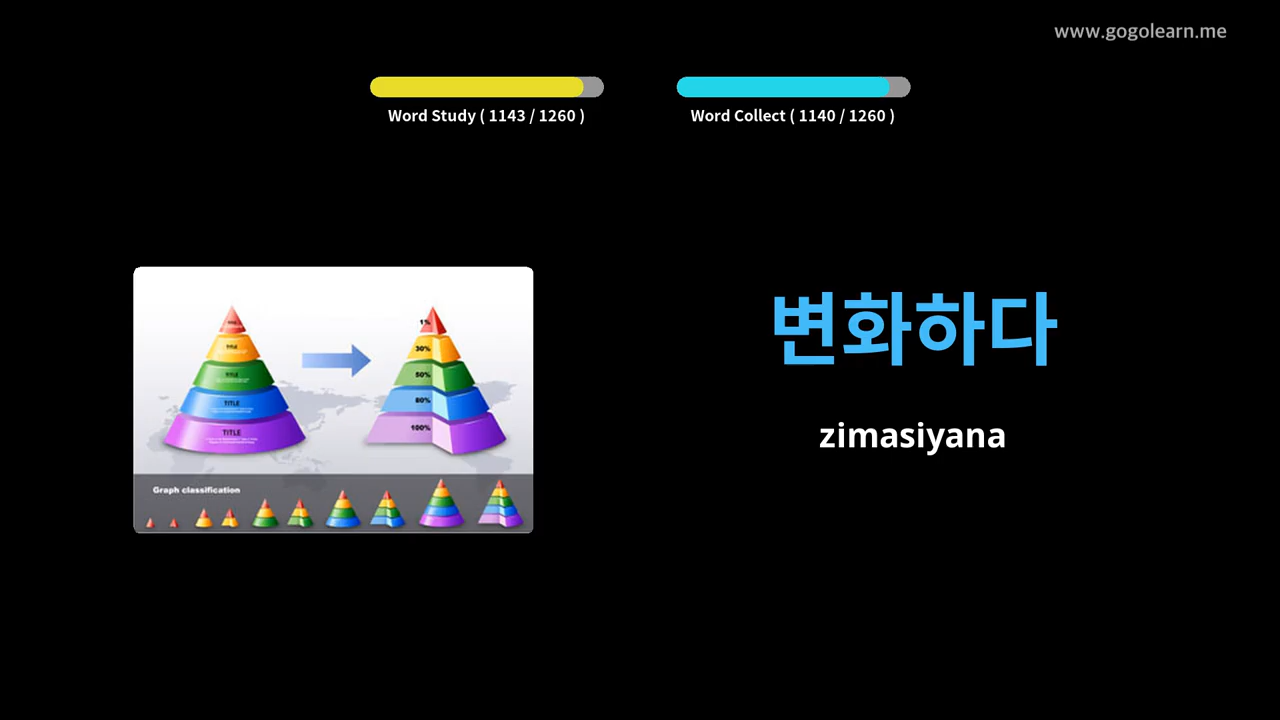 www.gogolearn.me
Word Study ( 1143 / 1260 )
Word Collect ( 1140 / 1260 )
변화하다
zimasiyana
TITLE
TITLE
TITLE
TITLE
1%
30%
50%
80%
100%
Graph classification